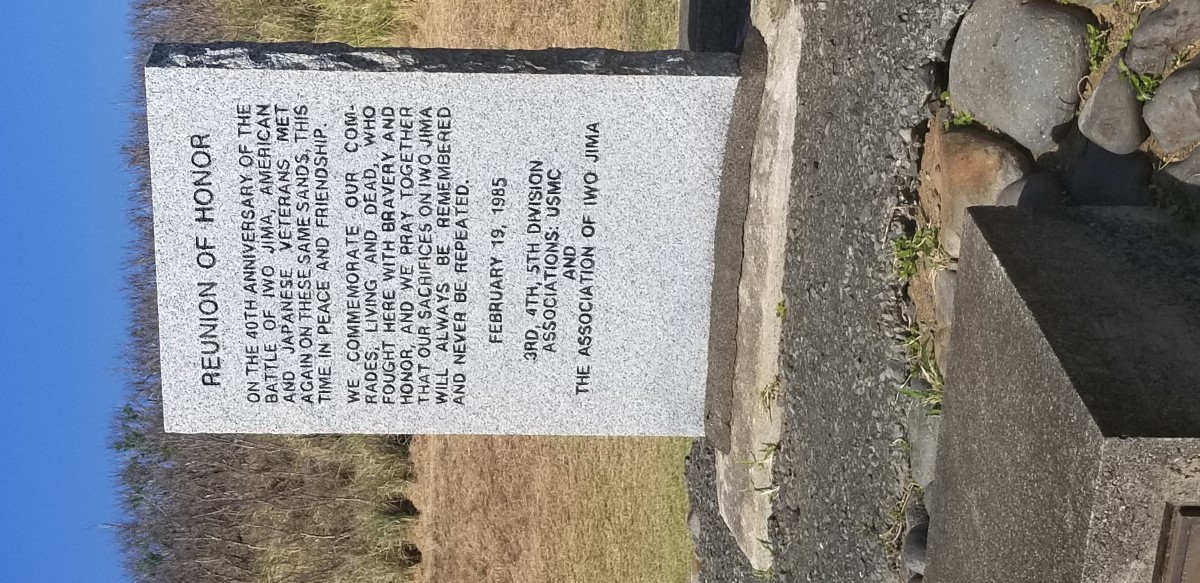 REUNION OF HONOR
ON THE 40TH ANNIVERSARY OF THE
BATTLE OF IWO JIMA, AMERICAN
AND JAPANESE VETERANS MET
AGAIN ON THESE SAME SANDS, THIS
TIME IN PEACE AND FRIENDSHIP.
WE COMMEMORATE OUR COM-
RADES, LIVING AND DEAD, WHO
FOUGHT HERE WITH BRAVERY AND
HONOR, AND WE PRAY TOGETHER
THAT OUR SACRIFICES ON IWO JIMA
WILL ALWAYS BE REMEMBERED
AND NEVER BE REPEATED.
FEBRUARY 19, 1985
3RD, 4TH, 5TH DIVISION
ASSOCIATIONS: USMC
AND
THE ASSOCIATION OF IWO JIMA